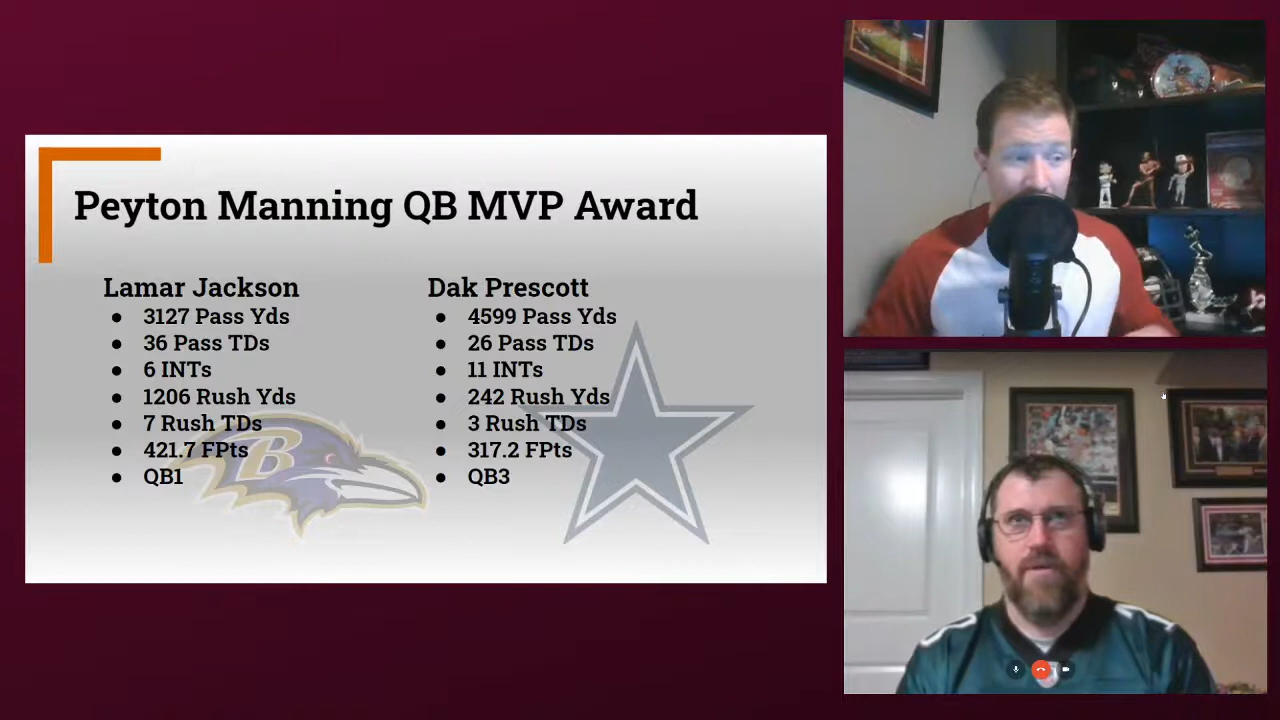 Peyton Manning QB MVP Award
Lamar Jackson
● 3127 Pass Yds
● 36 Pass TDs
● 6 INTs
● 1206 Rush Yds
● 7 Rush TDs
● 421.7 FPts
● QB1
Dak Prescott
● 4599 Pass Yds
● 26 Pass TDs
● 11 INTs
● 242 Rush Yds
● 3 Rush TDs
● 317.2 FPts
● QB3
B